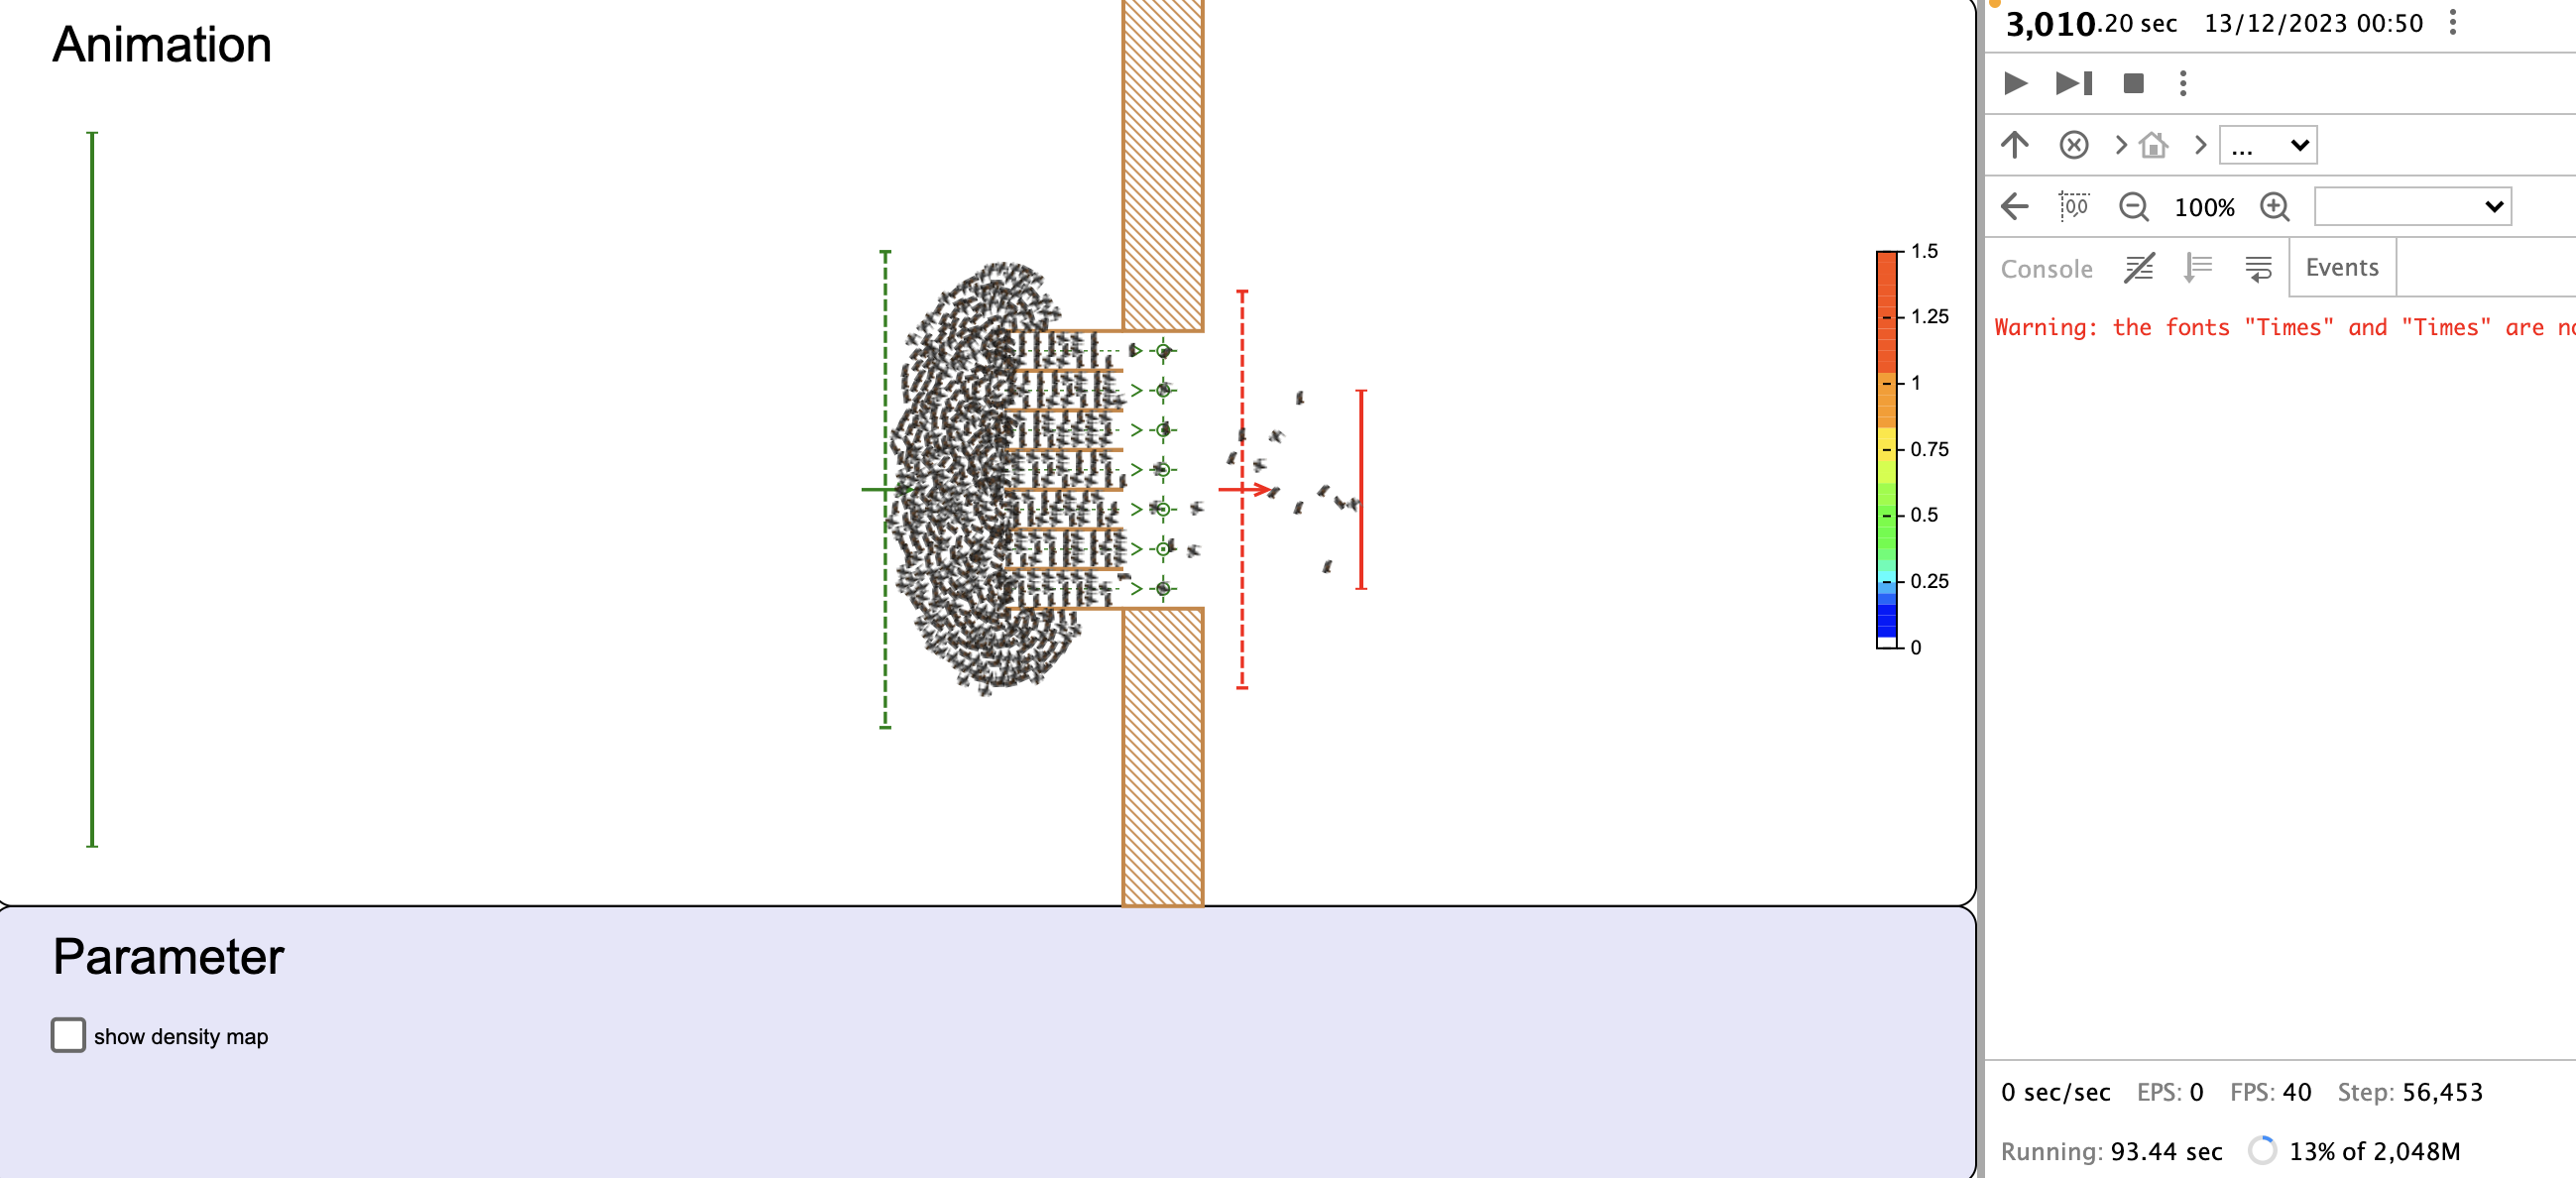 Animation
1.5
1.25
1
0.75
0.5
0.25
0
Parameter
show density map
3,010.20 sec 13/12/2023 00:50
...
0,0
100%
Console Events
Warning: the fonts "Times" and "Times" are
0 sec/sec EPS: 0 FPS: 40 Step: 56,453
Running: 93.44 sec 13% of 2,048M